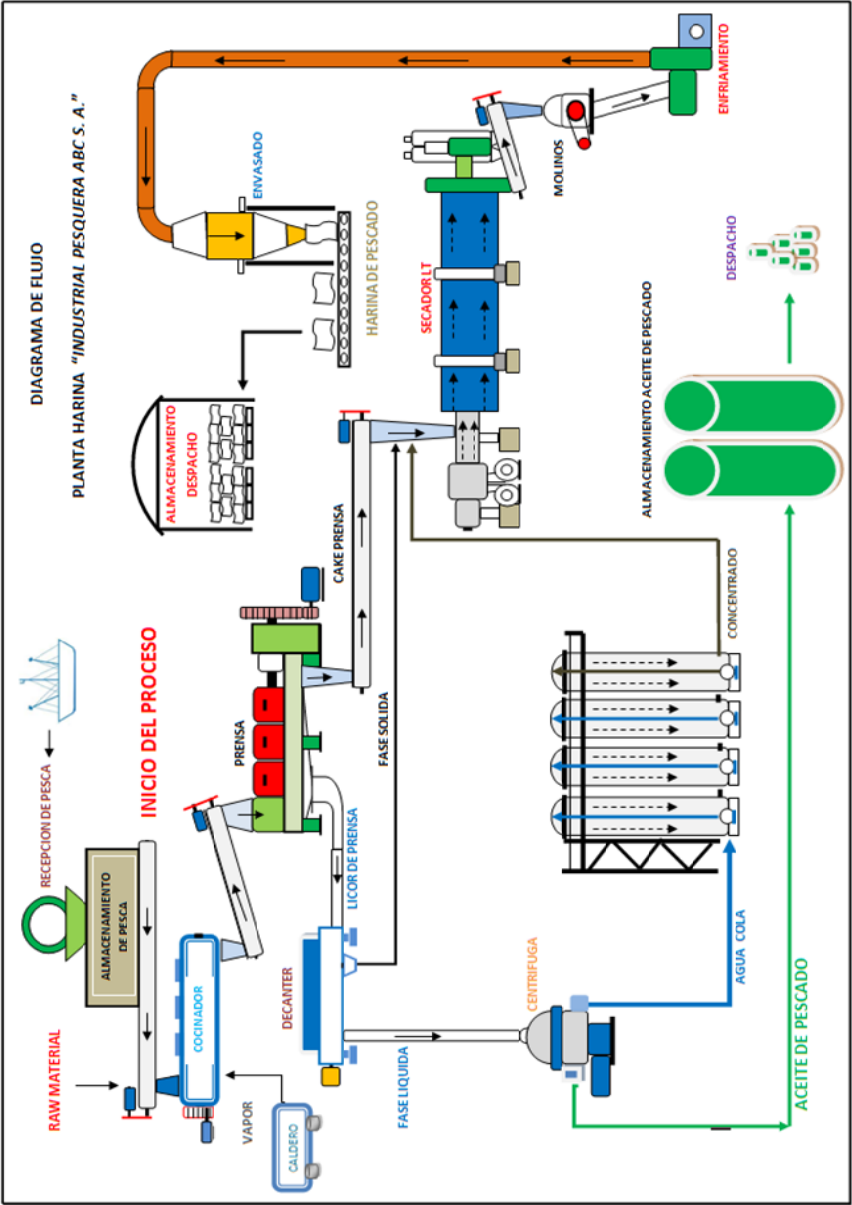 DIAGRAMA DE FLUJO
PLANTA HARINA “INDUSTRIAL PESQUERA ABC S. A.”
RECEPCION DE PESCA
INICIO DEL PROCESO
RAW MATERIAL
ALMACENAMIENTO
DE PESCA
COCINADOR
VAPOR
CALDERO
PRENSA
CAKE PRENSA
LICOR DE PRENSA
DECANTER
FASE SOLIDA
FASE LIQUIDA
CENTRIFUGA
AGUA COLA
CONCENTRADO
ACEITE DE PESCADO
ALMACENAMIENTO ACEITE DE PESCADO
DESPACHO
SECADOR LT
MOLINOS
ENFRIAMIENTO
ENVASADO
HARINA DE PESCADO
ALMACENAMIENTO
DESPACHO